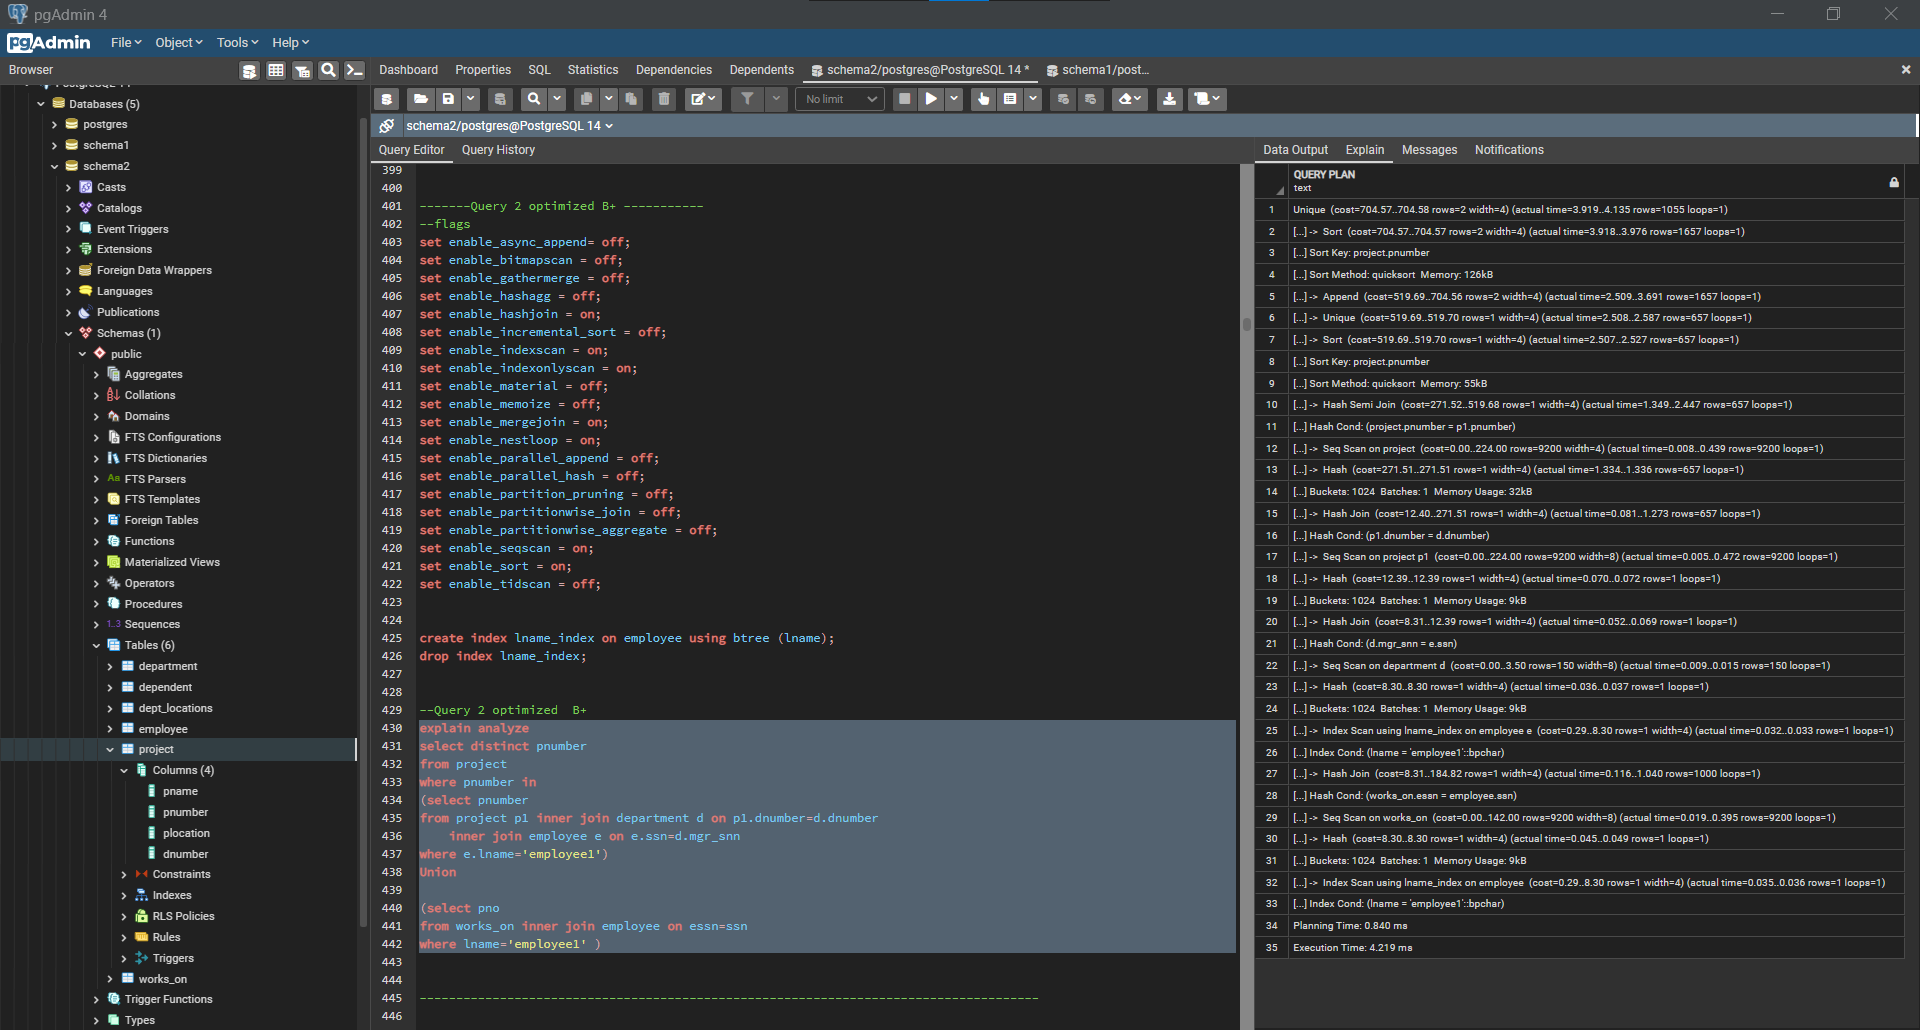 pgAdmin 4
pgAdmin
File
Object
Tools
Help
Browser
Dashboard
Properties
SQL
Statistics
Dependencies
Dependents
schema2/postgres@PostgreSQL 14 *
schema1/post...
No limit
schema2/postgres@PostgreSQL 14
Query Editor
Query History
Data Output
Explain
Messages
Notifications
Databases (5)
postgres
schema1
schema2
Casts
Catalogs
Event Triggers
Extensions
Foreign Data Wrappers
Languages
Publications
Schemas (1)
public
Aggregates
Collations
Domains
FTS Configurations
FTS Dictionaries
FTS Parsers
FTS Templates
Foreign Tables
Functions
Materialized Views
Operators
Procedures
1..3 Sequences
Tables (6)
department
dependent
dept_locations
employee
project
Columns (4)
pname
pnumber
plocation
dnumber
Constraints
Indexes
RLS Policies
Rules
Triggers
works_on
Trigger Functions
Types
399
400
401 -------Query 2 optimized B+ -----------
402 --flags
403 set enable_async_append= off;
404 set enable_bitmapscan = off;
405 set enable_gathermerge = off;
406 set enable_hashagg = off;
407 set enable_hashjoin = on;
408 set enable_incremental_sort = off;
409 set enable_indexscan = on;
410 set enable_indexonlyscan = on;
411 set enable_material = off;
412 set enable_memoize = off;
413 set enable_mergejoin = on;
414 set enable_nestloop = on;
415 set enable_parallel_append = off;
416 set enable_parallel_hash = off;
417 set enable_partition_pruning = off;
418 set enable_partitionwise_join = off;
419 set enable_partitionwise_aggregate = off;
420 set enable_seqscan = on;
421 set enable_sort = on;
422 set enable_tidscan = off;
423
424
425 create index lname_index on employee using btree (lname);
426 drop index lname_index;
427
428
429 --Query 2 optimized  B+
430 explain analyze
431 select distinct pnumber
432 from project
433 where pnumber in
434 (select pnumber
435 from project p1 inner join department d on p1.dnumber=d.dnumber
436 inner join employee e on e.ssn=d.mgr_snn
437 where e.lname='employee1')
438 Union
439
440 (select pno
441 from works_on inner join employee on essn=ssn
442 where lname='employee1' )
443
444
445 -------------------------------------------------------------------------------------
446
QUERY PLAN
text
1 Unique (cost=704.57..704.58 rows=2 width=4) (actual time=3.919..4.135 rows=1055 loops=1)
2 [...] -> Sort (cost=704.57..704.57 rows=2 width=4) (actual time=3.918..3.976 rows=1657 loops=1)
3 [...] Sort Key: project.pnumber
4 [...] Sort Method: quicksort Memory: 126kB
5 [...] -> Append (cost=519.69..704.56 rows=2 width=4) (actual time=2.509..3.691 rows=1657 loops=1)
6 [...] -> Unique (cost=519.69..519.70 rows=1 width=4) (actual time=2.508..2.587 rows=657 loops=1)
7 [...] -> Sort (cost=519.69..519.70 rows=1 width=4) (actual time=2.507..2.527 rows=657 loops=1)
8 [...] Sort Key: project.pnumber
9 [...] Sort Method: quicksort Memory: 55kB
10 [...] -> Hash Semi Join (cost=271.52..519.68 rows=1 width=4) (actual time=1.349..2.447 rows=657 loops=1)
11 [...] Hash Cond: (project.pnumber = p1.pnumber)
12 [...] -> Seq Scan on project (cost=0.00..224.00 rows=9200 width=4) (actual time=0.008..0.439 rows=9200 loops=1)
13 [...] -> Hash (cost=271.51..271.51 rows=1 width=4) (actual time=1.334..1.336 rows=657 loops=1)
14 [...] Buckets: 1024 Batches: 1 Memory Usage: 32kB
15 [...] -> Hash Join (cost=12.40..271.51 rows=1 width=4) (actual time=0.081..1.273 rows=657 loops=1)
16 [...] Hash Cond: (p1.dnumber = d.dnumber)
17 [...] -> Seq Scan on project p1 (cost=0.00..224.00 rows=9200 width=8) (actual time=0.005..0.472 rows=9200 loops=1)
18 [...] -> Hash (cost=12.39..12.39 rows=1 width=4) (actual time=0.070..0.072 rows=1 loops=1)
19 [...] Buckets: 1024 Batches: 1 Memory Usage: 9kB
20 [...] -> Hash Join (cost=8.31..12.39 rows=1 width=4) (actual time=0.052..0.069 rows=1 loops=1)
21 [...] Hash Cond: (d.mgr_snn = e.ssn)
22 [...] -> Seq Scan on department d (cost=0.00..3.50 rows=150 width=8) (actual time=0.009..0.015 rows=150 loops=1)
23 [...] -> Hash (cost=8.30..8.30 rows=1 width=4) (actual time=0.036..0.037 rows=1 loops=1)
24 [...] Buckets: 1024 Batches: 1 Memory Usage: 9kB
25 [...] -> Index Scan using lname_index on employee e (cost=0.29..8.30 rows=1 width=4) (actual time=0.032..0.033 rows=1 loops=1)
26 [...] Index Cond: (lname = 'employee1'::bpchar)
27 [...] -> Hash Join (cost=8.31..184.82 rows=1 width=4) (actual time=0.116..1.040 rows=1000 loops=1)
28 [...] Hash Cond: (works_on.essn = employee.ssn)
29 [...] -> Seq Scan on works_on (cost=0.00..142.00 rows=9200 width=8) (actual time=0.019..0.395 rows=9200 loops=1)
30 [...] -> Hash (cost=8.30..8.30 rows=1 width=4) (actual time=0.045..0.049 rows=1 loops=1)
31 [...] Buckets: 1024 Batches: 1 Memory Usage: 9kB
32 [...] -> Index Scan using lname_index on employee (cost=0.29..8.30 rows=1 width=4) (actual time=0.035..0.036 rows=1 loops=1)
33 [...] Index Cond: (lname = 'employee1'::bpchar)
34 Planning Time: 0.840 ms
35 Execution Time: 4.219 ms